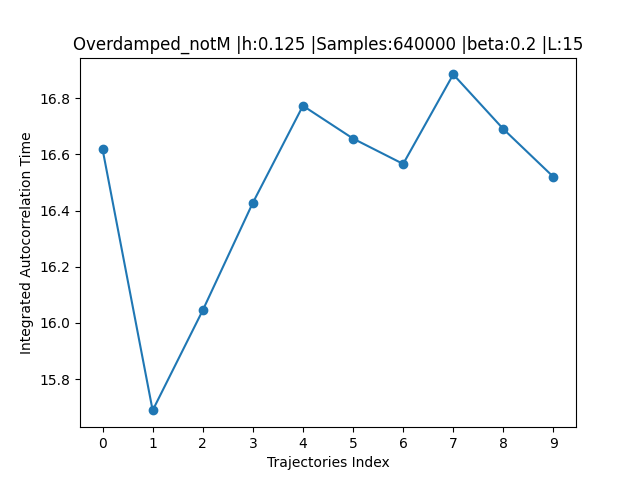 Overdamped_notM |h:0.125 |Samples:640000 |beta:0.2 |L:15
Integrated Autocorrelation Time
16.8
16.6
16.4
16.2
16.0
15.8
0 1 2 3 4 5 6 7 8 9
Trajectories Index